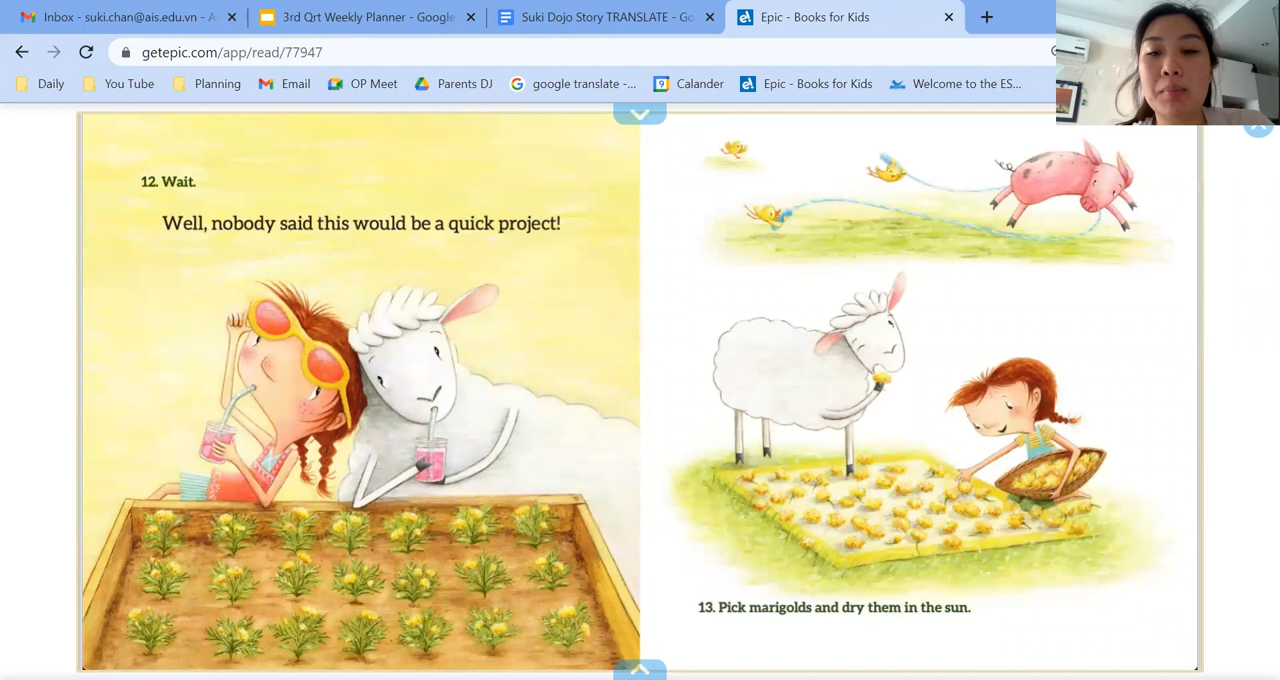 Inbox - suki.chan@ais.edu.vn - A
3rd Qrt Weekly Planner - Google
Suki Dojo Story TRANSLATE - Go
Epic - Books for Kids
getepic.com/app/read/77947
Daily
You Tube
Planning
Email
OP Meet
Parents DJ
google translate -...
Calander
Epic - Books for Kids
Welcome to the ES...
12. Wait.
Well, nobody said this would be a quick project!
13. Pick marigolds and dry them in the sun.